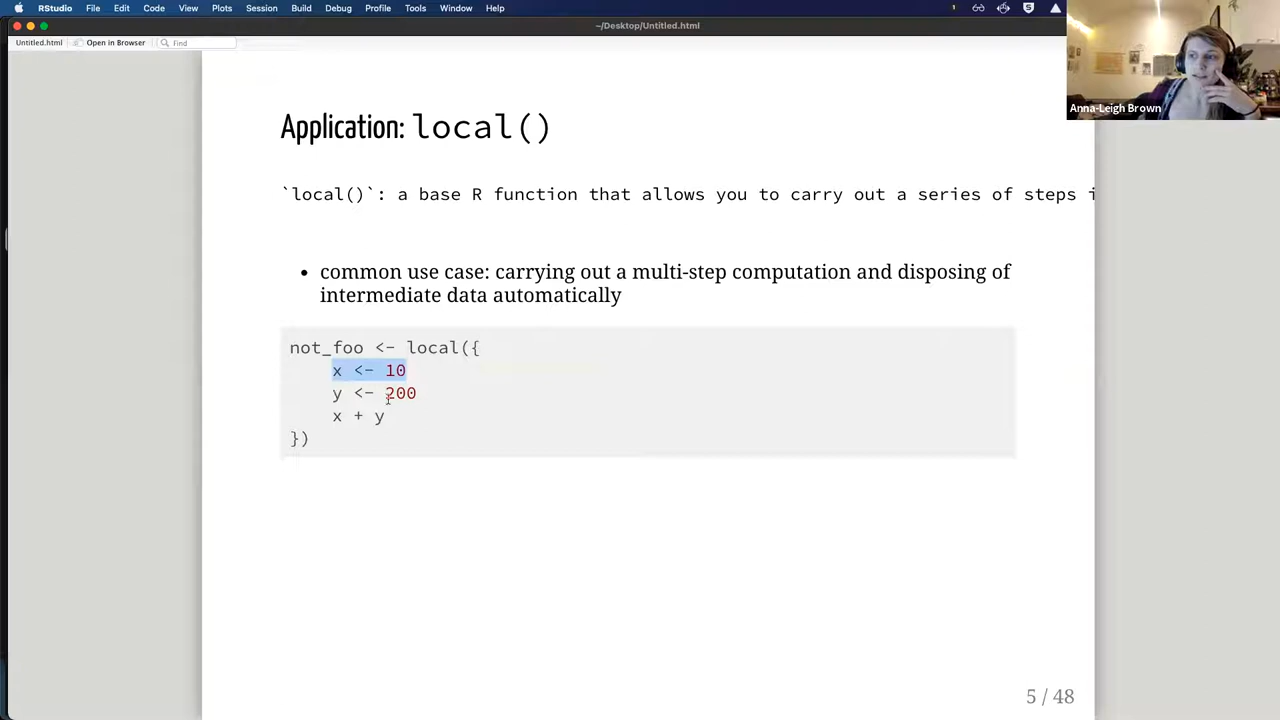 RStudio File Edit Code View Plots Session Build Debug Profile Tools Window Help
~/Desktop/Untitled.html
Untitled.html Open in Browser Find
Anna-Leigh Brown
Application: local()
`local()`: a base R function that allows you to carry out a series of steps i
• common use case: carrying out a multi-step computation and disposing of
intermediate data automatically
not_foo <- local({
x <- 10
y <- 200
x + y
})
5 / 48